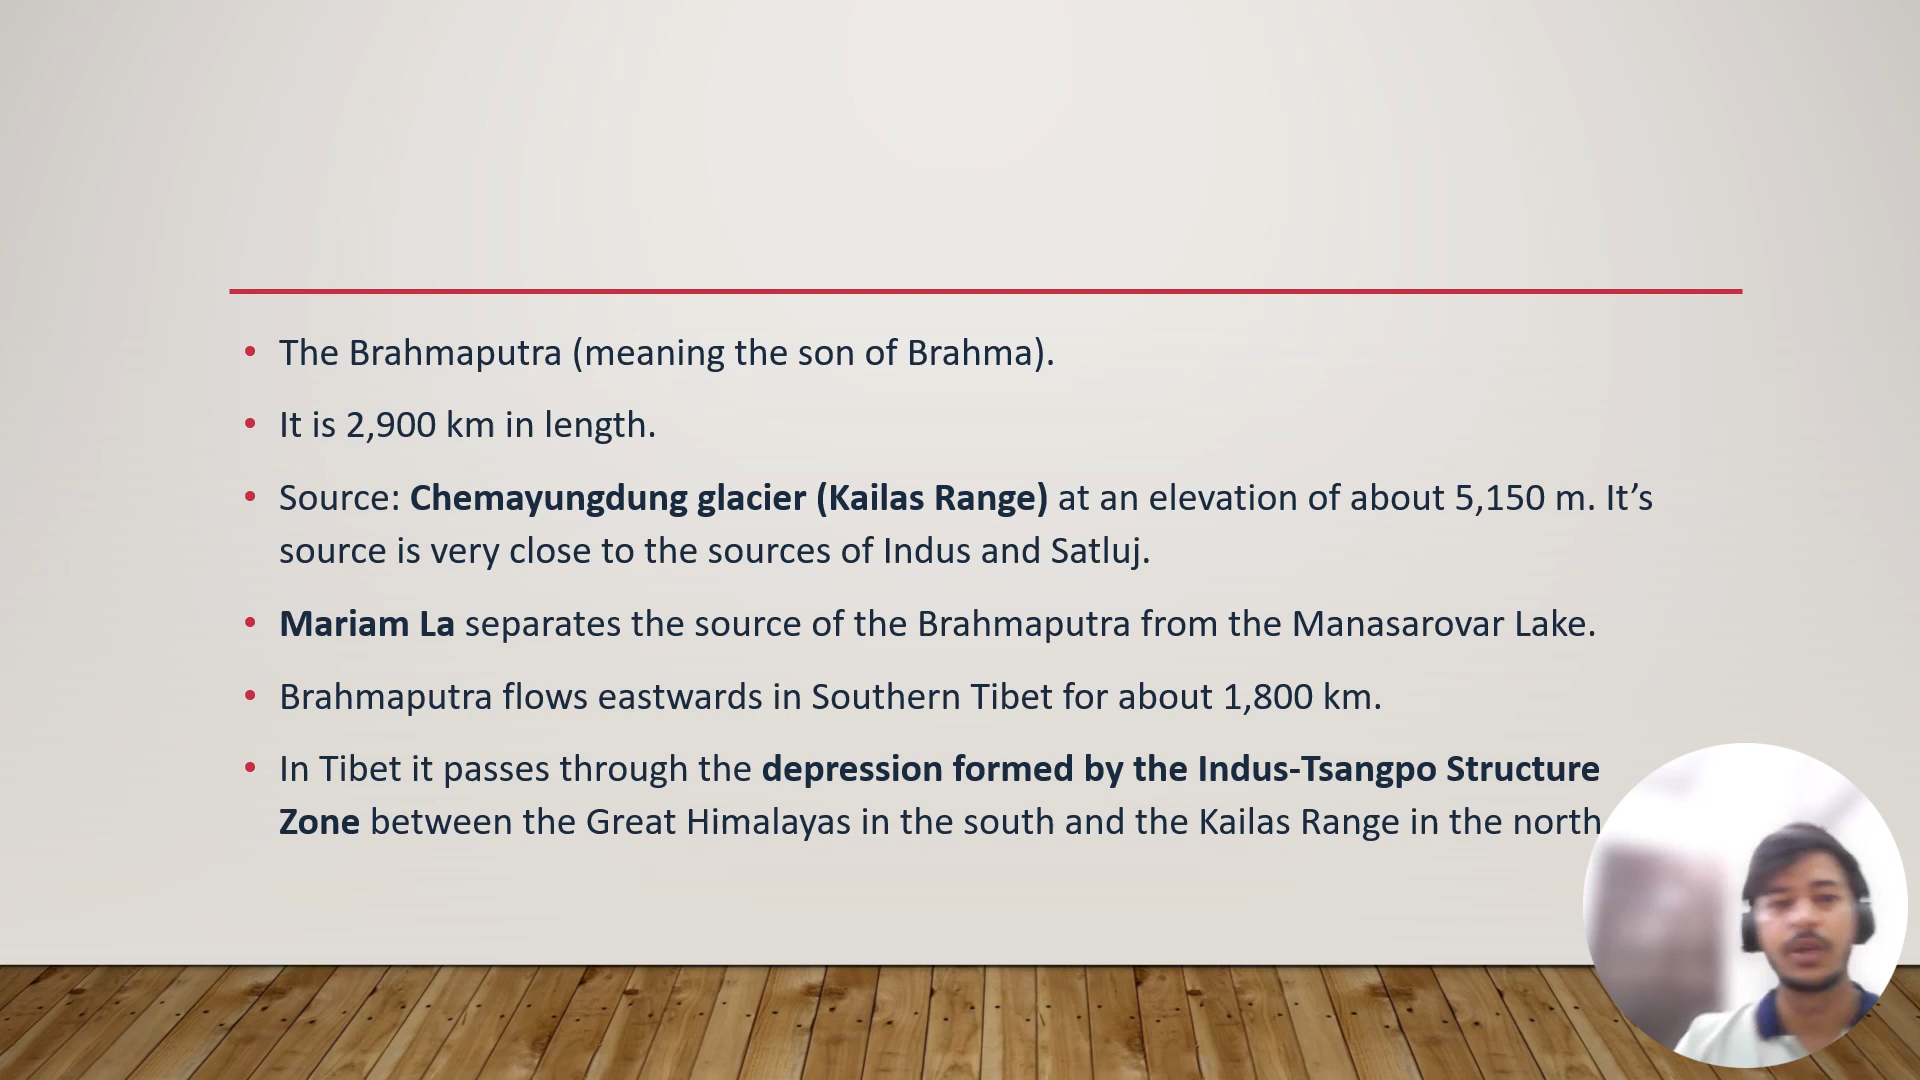 • The Brahmaputra (meaning the son of Brahma).
• It is 2,900 km in length.
• Source: Chemayungdung glacier (Kailas Range) at an elevation of about 5,150 m. It’s
source is very close to the sources of Indus and Satluj.
• Mariam La separates the source of the Brahmaputra from the Manasarovar Lake.
• Brahmaputra flows eastwards in Southern Tibet for about 1,800 km.
• In Tibet it passes through the depression formed by the Indus-Tsangpo Structure
Zone between the Great Himalayas in the south and the Kailas Range in the north